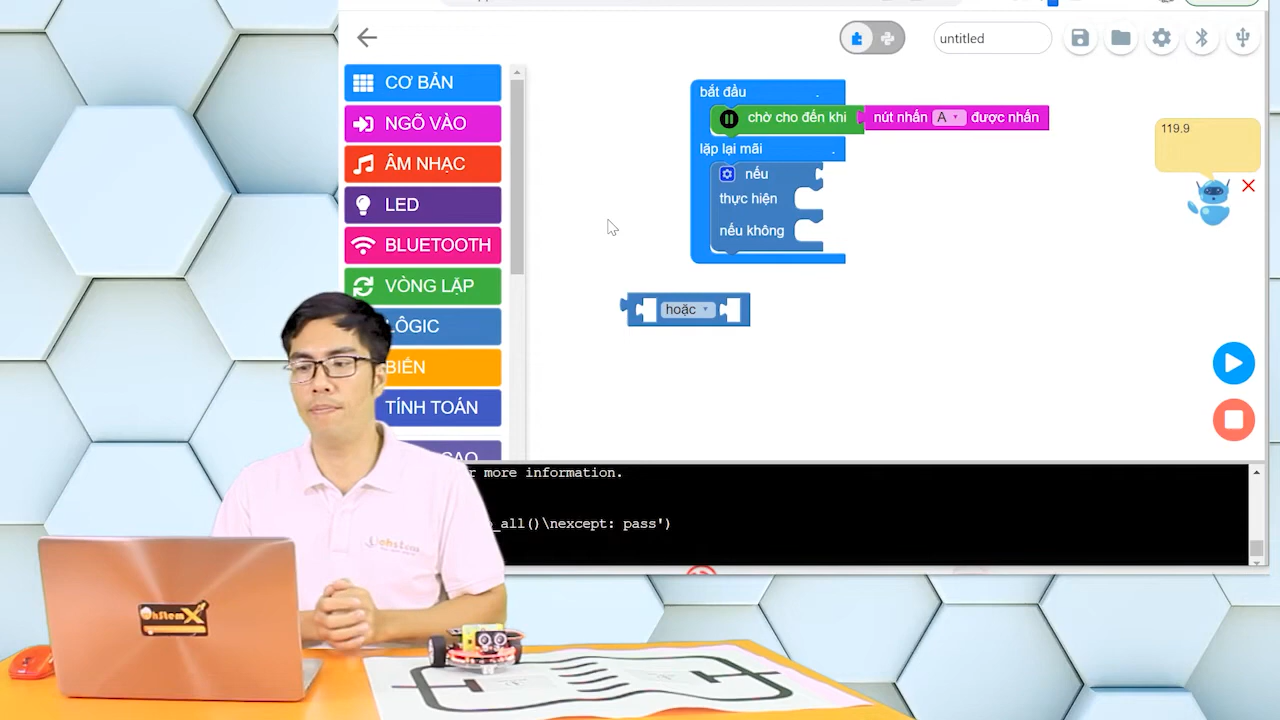 untitled
CƠ BẢN
NGÕ VÀO
ÂM NHẠC
LED
BLUETOOTH
VÒNG LẶP
LÔGIC
BIẾN
TÍNH TOÁN
bắt đầu
chờ cho đến khi nút nhấn A được nhấn
lặp lại mãi
nếu
thực hiện
nếu không
hoặc
119.9
more information.
_all()\nexcept: pass')
ohstem
OhStem X